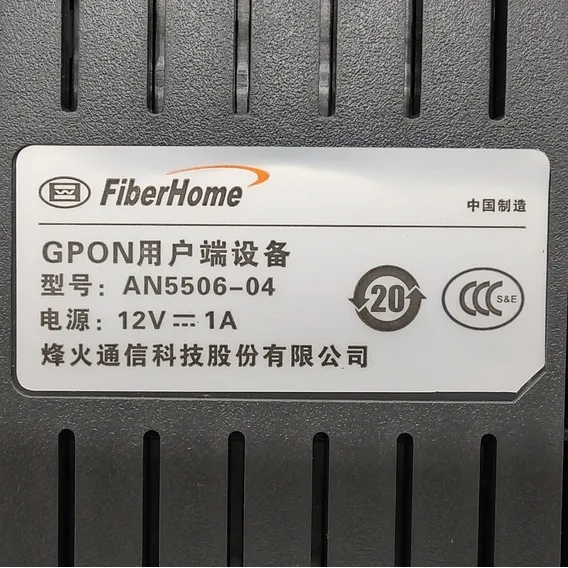 FiberHome
中国制造
GPON用户端设备
型号: AN5506-04
电源: 12V⎓1A
20
CCC S&E
烽火通信科技股份有限公司